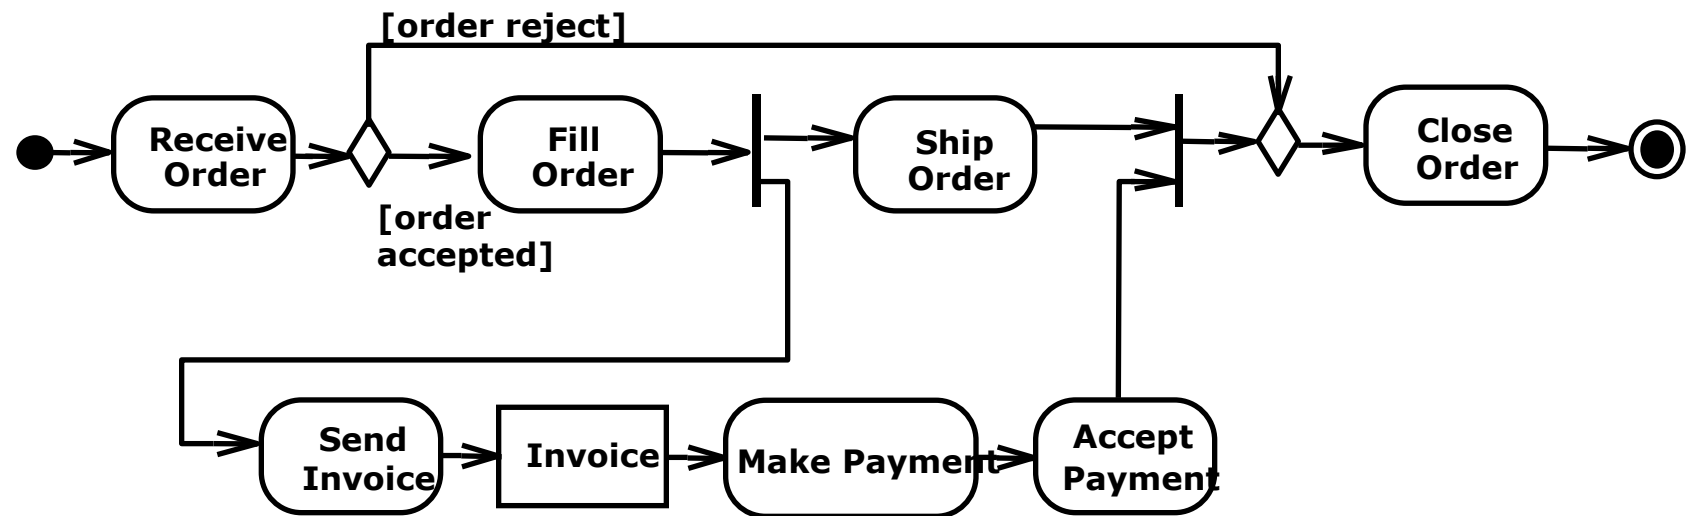 [order reject]
Receive
Order
Fill
Order
Ship
Order
Close
Order
[order
accepted]
Send
Invoice
Invoice
Make Payment
Accept
Payment